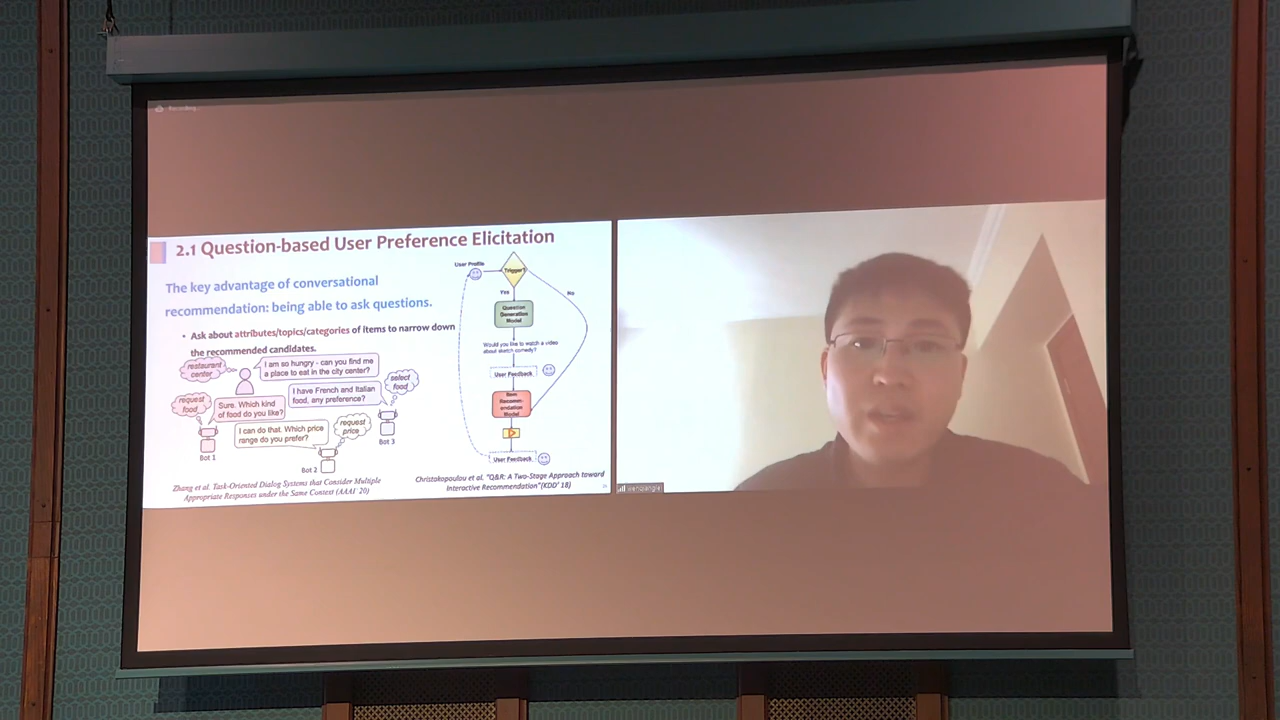 Recording...
2.1 Question-based User Preference Elicitation
The key advantage of conversational
recommendation: being able to ask questions.
• Ask about attributes/topics/categories of items to narrow down
the recommended candidates.
restaurant
center
I am so hungry - can you find me
a place to eat in the city center?
select
food
I have French and Italian
food, any preference?
request
food
Sure. Which kind
of food do you like?
request
price
I can do that. Which price
range do you prefer?
Bot 1
Bot 2
Bot 3
Zhang et al. Task-Oriented Dialog Systems that Consider Multiple
Appropriate Responses under the Same Context (AAAI '20)
User Profile
Trigger?
Yes
No
Question
Generation
Model
Would you like to watch a video
about sketch comedy?
User Feedback
Item
Recomm-
endation
Model
User Feedback
Christakopoulou et al. "Q&R: A Two-Stage Approach toward
Interactive Recommendation"(KDD' 18)